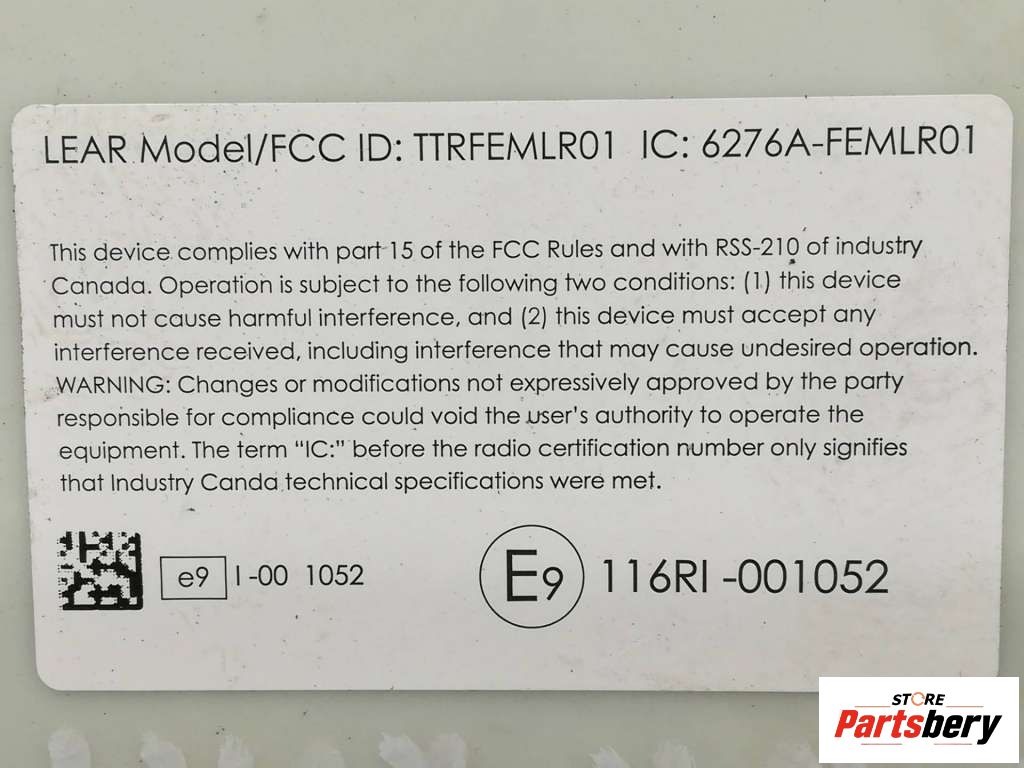 LEAR Model/FCC ID: TTRFEMLR01 IC: 6276A-FEMLR01
This device complies with part 15 of the FCC Rules and with RSS-210 of industry
Canada. Operation is subject to the following two conditions: (1) this device
must not cause harmful interference, and (2) this device must accept any
interference received, including interference that may cause undesired operation.
WARNING: Changes or modifications not expressively approved by the party
responsible for compliance could void the user's authority to operate the
equipment. The term “IC:” before the radio certification number only signifies
that Industry Canda technical specifications were met.
e9 I-00 1052 E9 116RI-001052
STORE
Partsbery